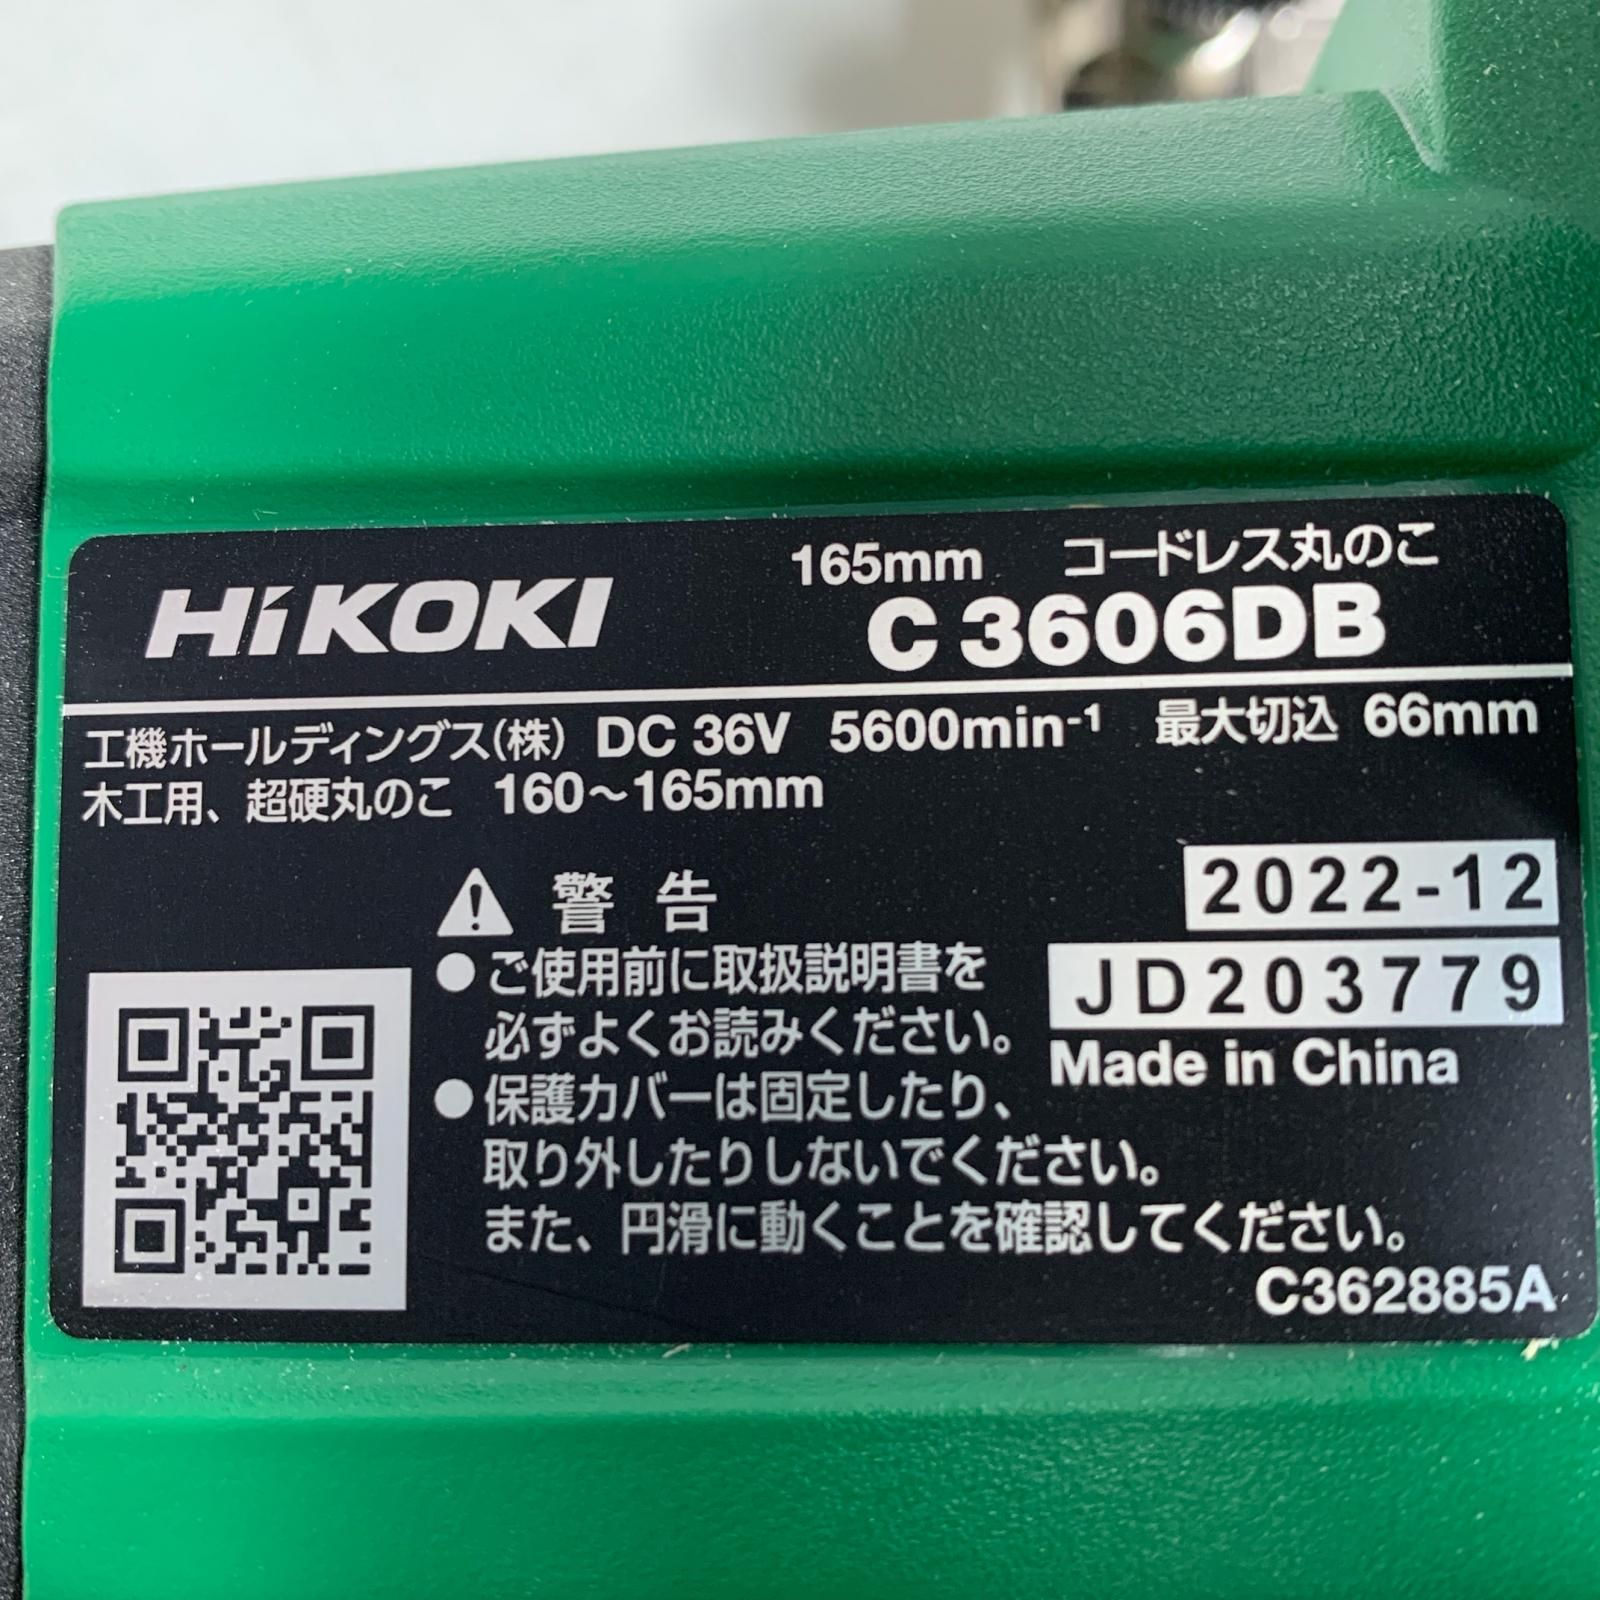 HiKOKI
165mm コードレス丸のこ
C 3606DB
工機ホールディングス(株) DC 36V 5600min⁻¹ 最大切込 66mm
木工用、超硬丸のこ 160～165mm
警告
2022-12
JD203779
Made in China
●ご使用前に取扱説明書を
必ずよくお読みください。
●保護カバーは固定したり、
取り外したりしないでください。
また、円滑に動くことを確認してください。
C362885A